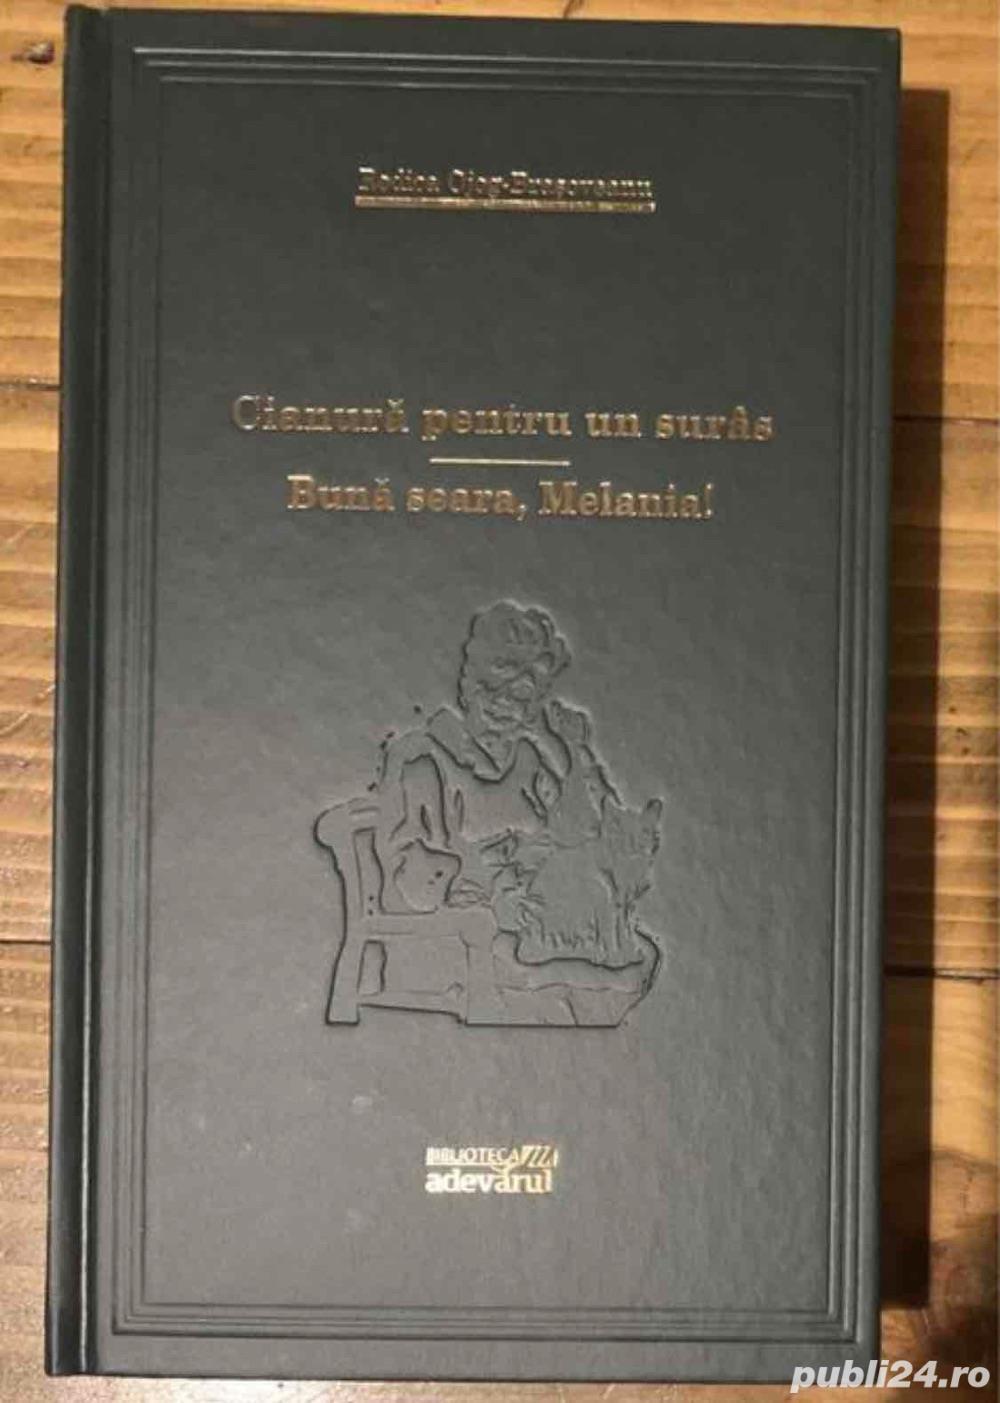 Rodica Ojog-Brașoveanu
Cianură pentru un surâs
Bună seara, Melania!
BIBLIOTECA
adevărul
publi24.ro